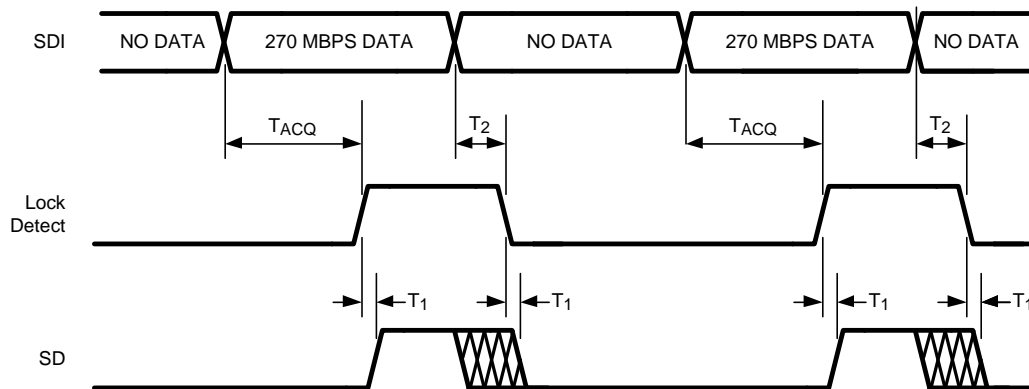 SDI
NO DATA 270 MBPS DATA NO DATA 270 MBPS DATA NO DATA
TACQ T2 TACQ T2
Lock
Detect
T1 T1 T1 T1
SD